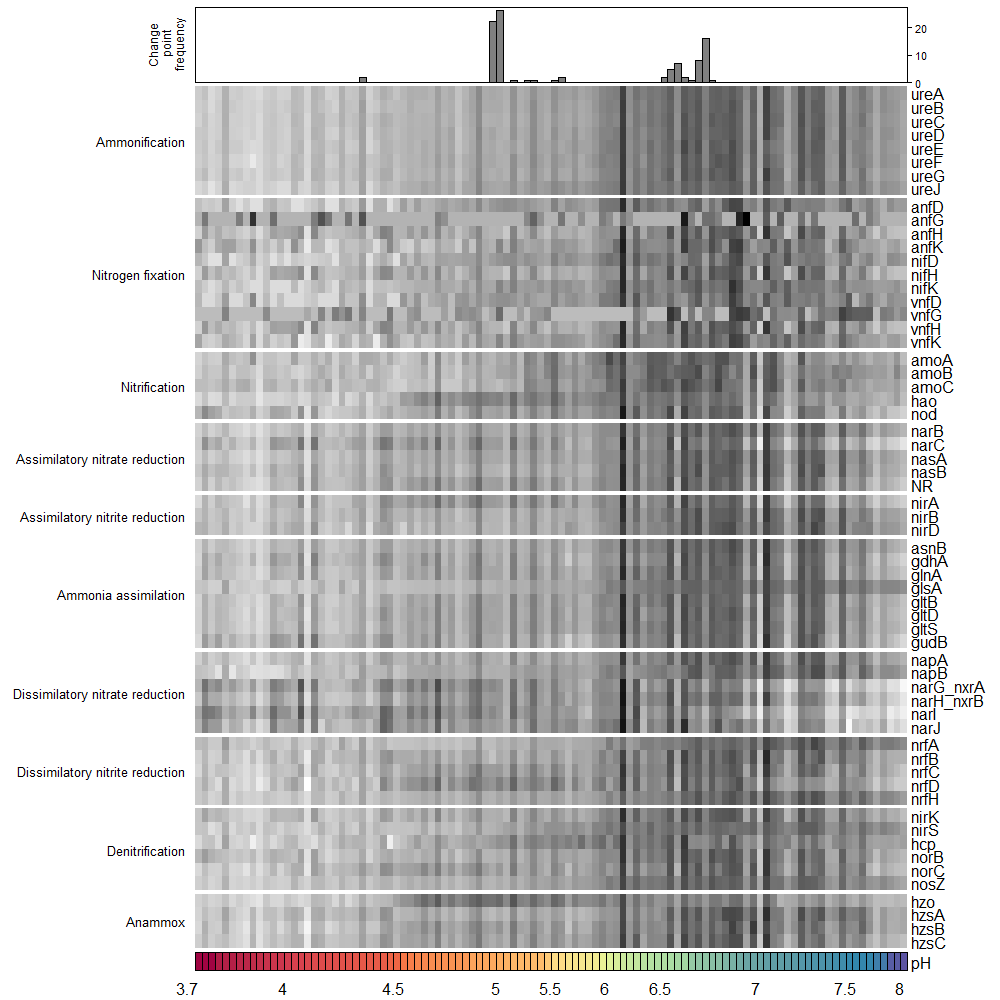 Change
point
frequency
20
10
0
Ammonification
ureA
ureB
ureC
ureD
ureE
ureF
ureG
ureJ
Nitrogen fixation
anfD
anfG
anfH
anfK
nifD
nifH
nifK
vnfD
vnfG
vnfH
vnfK
Nitrification
amoA
amoB
amoC
hao
nod
Assimilatory nitrate reduction
narB
narC
nasA
nasB
NR
Assimilatory nitrite reduction
nirA
nirB
nirD
Ammonia assimilation
asnB
gdhA
glnA
glsA
gltB
gltD
gltS
gudB
Dissimilatory nitrate reduction
napA
napB
narG_nxrA
narH_nxrB
narI
narJ
Dissimilatory nitrite reduction
nrfA
nrfB
nrfC
nrfD
nrfH
Denitrification
nirK
nirS
hcp
norB
norC
nosZ
Anammox
hzo
hzsA
hzsB
hzsC
pH
3.7 4 4.5 5 5.5 6 6.5 7 7.5 8